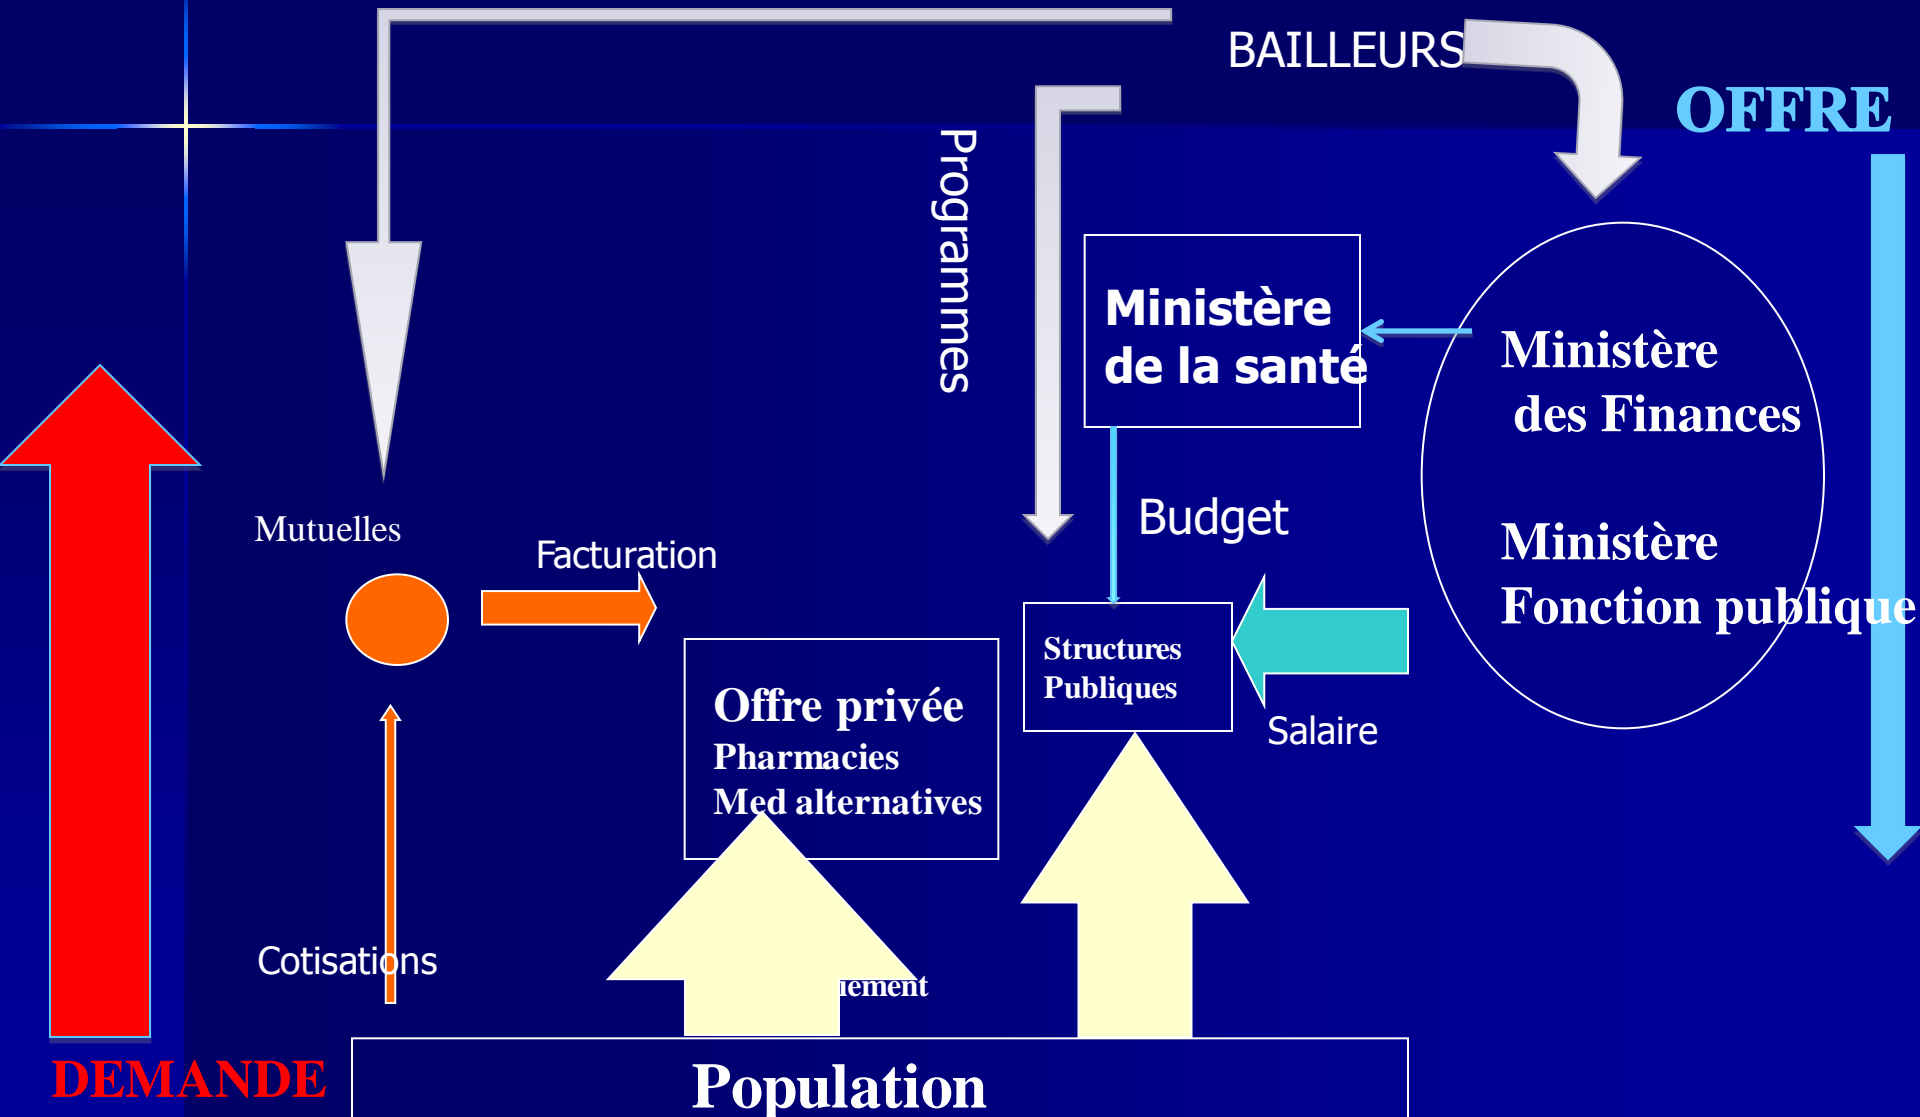 BAILLEURS
OFFRE
Programmes
Ministère
de la santé
Ministère
des Finances
Ministère
Fonction publique
Budget
Mutuelles
Facturation
Structures
Publiques
Offre privée
Pharmacies
Med alternatives
Salaire
Cotisations
DEMANDE
Population